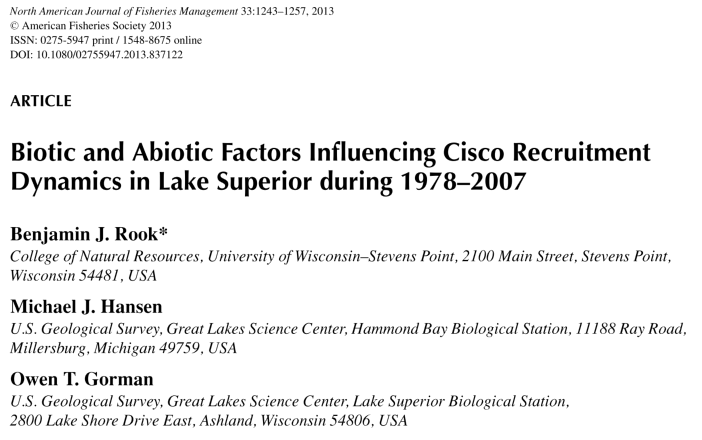 North American Journal of Fisheries Management 33:1243–1257, 2013
© American Fisheries Society 2013
ISSN: 0275-5947 print / 1548-8675 online
DOI: 10.1080/02755947.2013.837122
ARTICLE
Biotic and Abiotic Factors Influencing Cisco Recruitment
Dynamics in Lake Superior during 1978–2007
Benjamin J. Rook*
College of Natural Resources, University of Wisconsin–Stevens Point, 2100 Main Street, Stevens Point,
Wisconsin 54481, USA
Michael J. Hansen
U.S. Geological Survey, Great Lakes Science Center, Hammond Bay Biological Station, 11188 Ray Road,
Millersburg, Michigan 49759, USA
Owen T. Gorman
U.S. Geological Survey, Great Lakes Science Center, Lake Superior Biological Station,
2800 Lake Shore Drive East, Ashland, Wisconsin 54806, USA